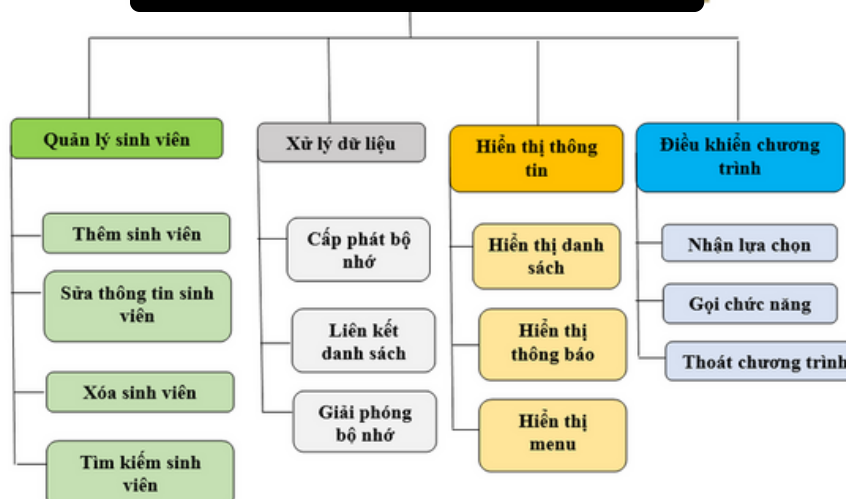 Quản lý sinh viên
Thêm sinh viên
Sửa thông tin sinh
viên
Xóa sinh viên
Tìm kiếm sinh
viên
Xử lý dữ liệu
Cấp phát bộ
nhớ
Liên kết
danh sách
Giải phóng
bộ nhớ
Hiển thị thông
tin
Hiển thị danh
sách
Hiển thị
thông báo
Hiển thị
menu
Điều khiển chương
trình
Nhận lựa chọn
Gọi chức năng
Thoát chương trình